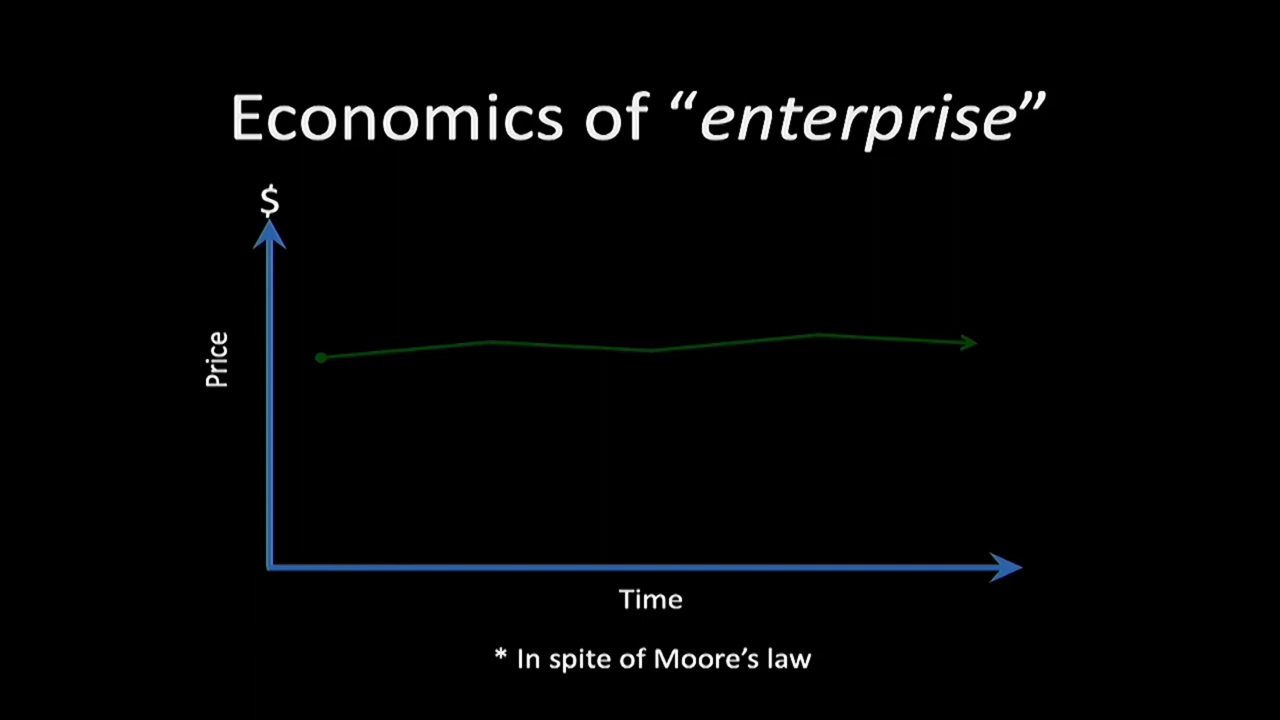 Economics of “enterprise”
$
Price
Time
* In spite of Moore’s law